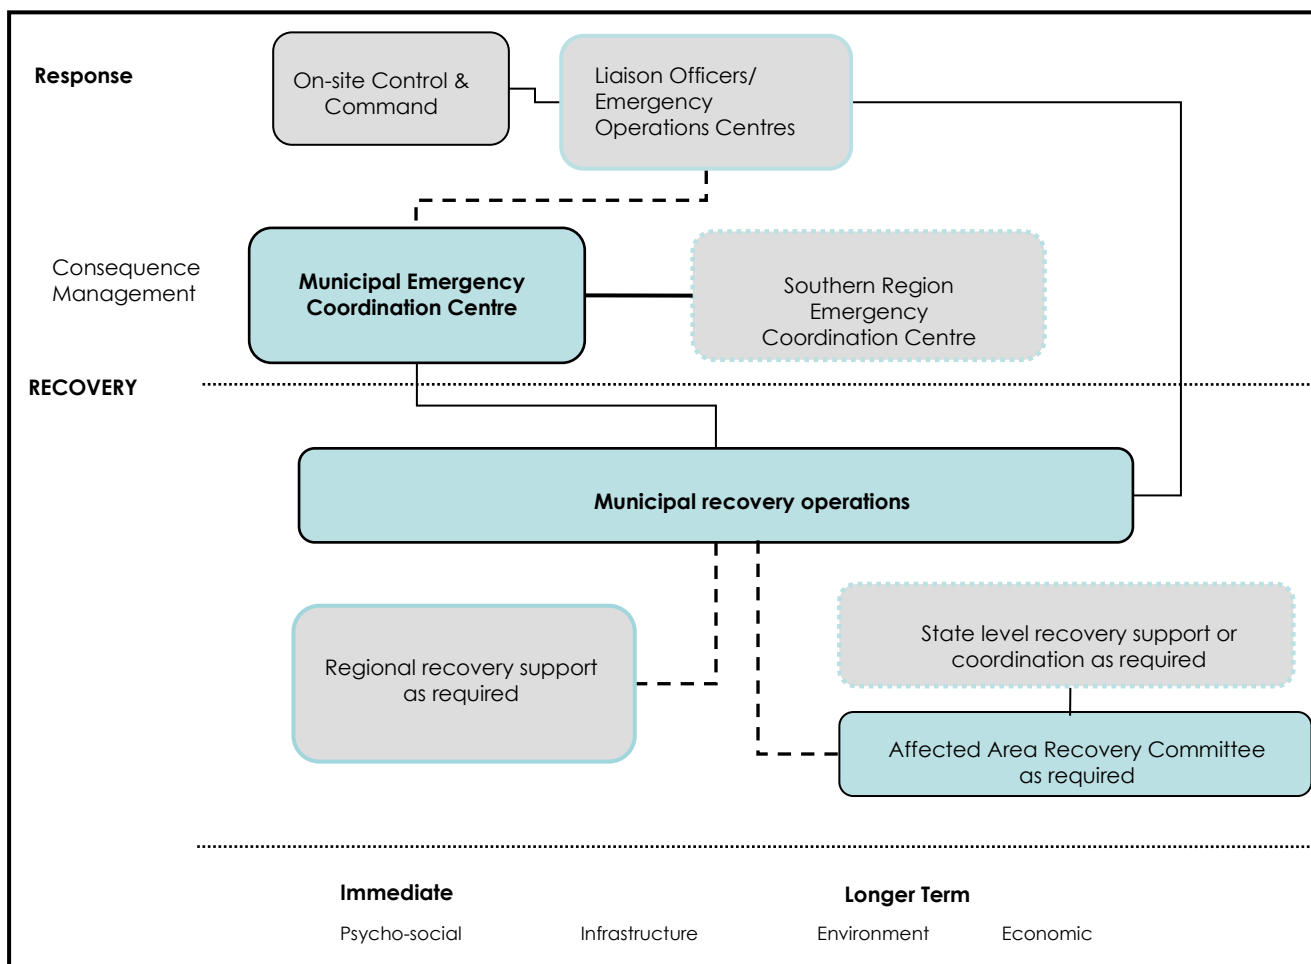 Response
On-site Control &
Command
Liaison Officers/
Emergency
Operations Centres
Consequence
Management
Municipal Emergency
Coordination Centre
Southern Region
Emergency
Coordination Centre
RECOVERY
Municipal recovery operations
Regional recovery support
as required
State level recovery support or
coordination as required
Affected Area Recovery Committee
as required
Immediate
Longer Term
Psycho-social
Infrastructure
Environment
Economic